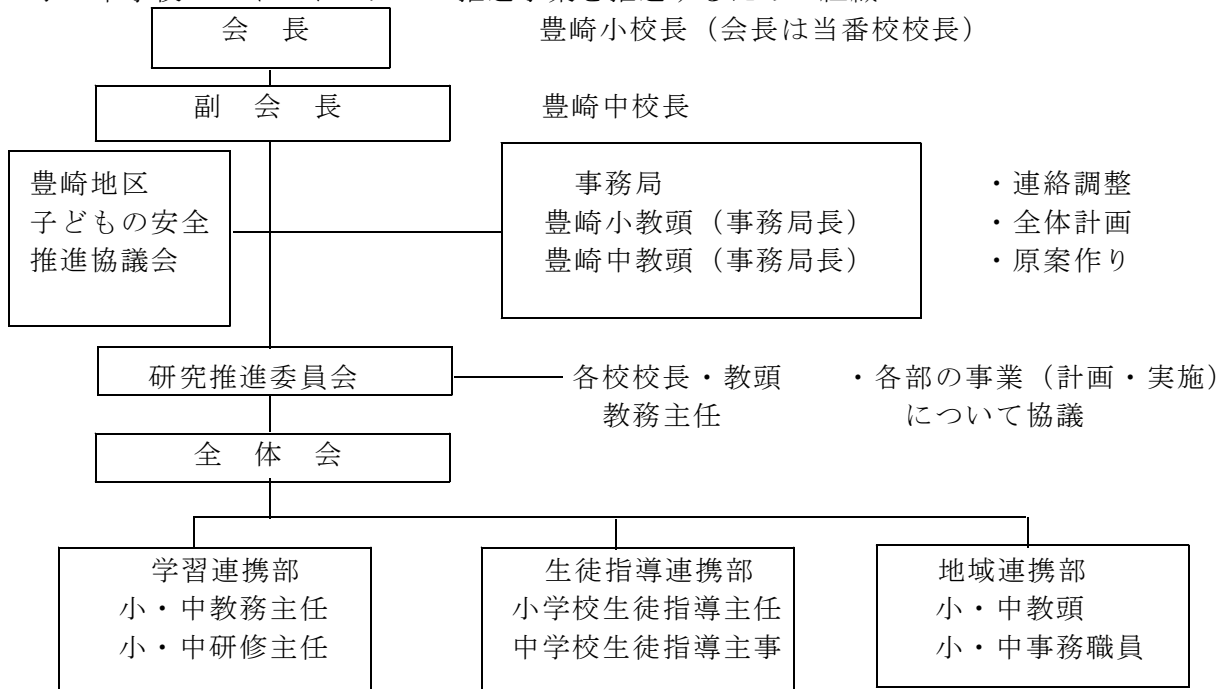 会 長 豊崎小校長（会長は当番校校長）
副 会 長 豊崎中校長
豊崎地区
子どもの安全
推進協議会
事務局
豊崎小教頭（事務局長）
豊崎中教頭（事務局長）
・連絡調整
・全体計画
・原案作り
研究推進委員会
各校校長・教頭
教務主任
・各部の事業（計画・実施）
について協議
全 体 会
学習連携部
小・中教務主任
小・中研修主任
生徒指導連携部
小学校生徒指導主任
中学校生徒指導主事
地域連携部
小・中教頭
小・中事務職員